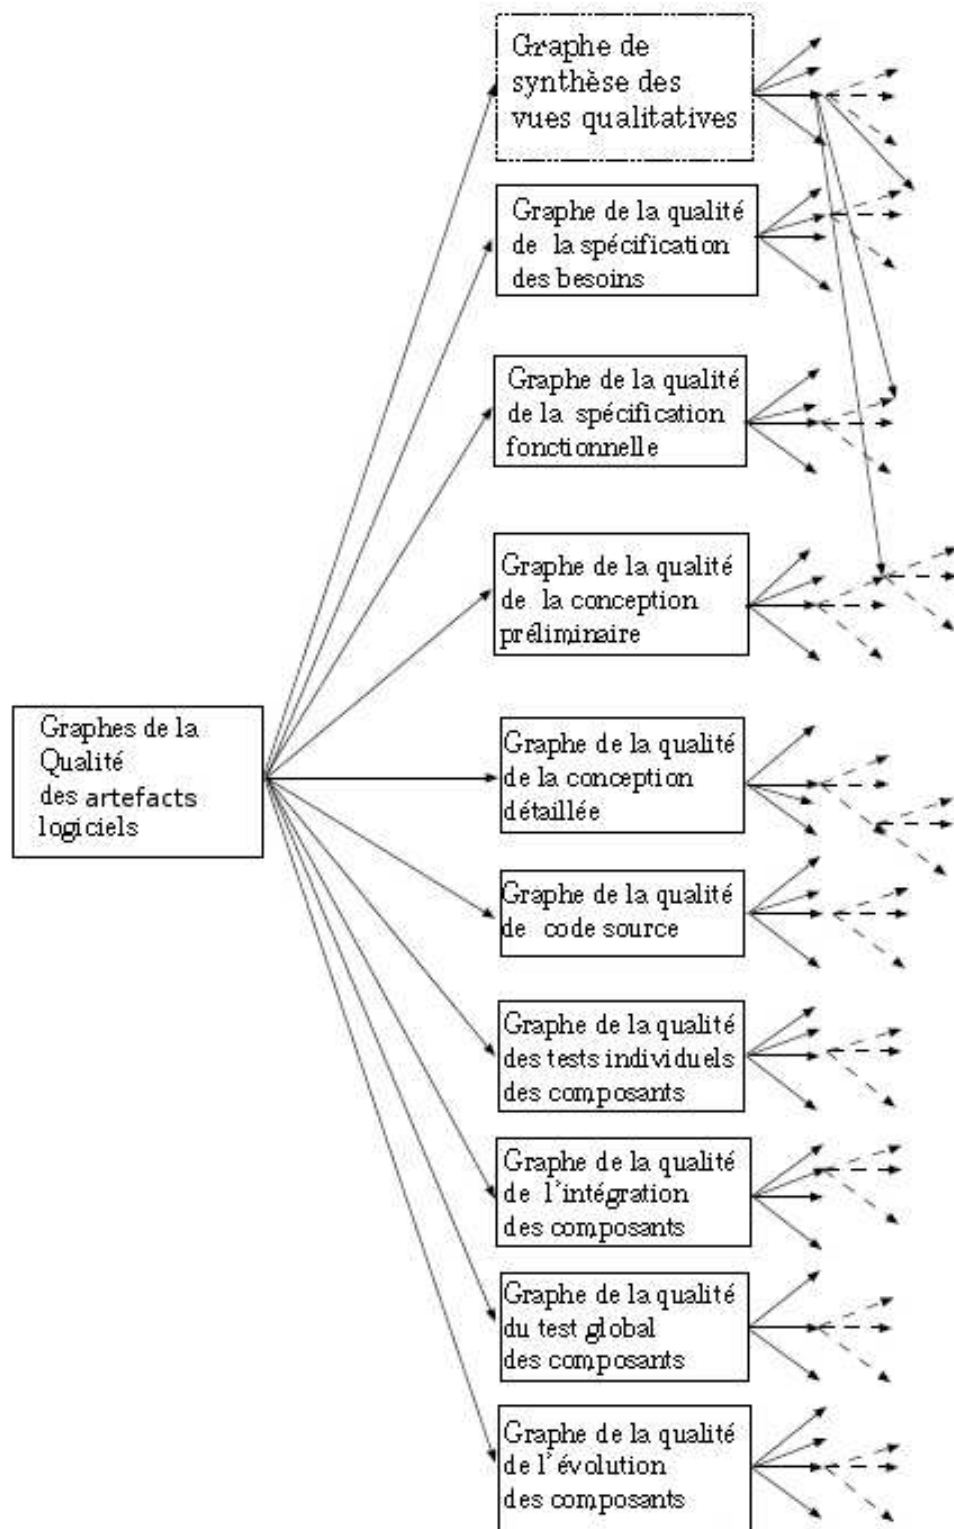 Graphe de
synthèse des
vues qualitatives
Graphe de la qualité
de la spécification
des besoins
Graphe de la qualité
de la spécification
fonctionnelle
Graphe de la qualité
de la conception
préliminaire
Graphes de la
Qualité
des artefacts
logiciels
Graphe de la qualité
de la conception
détaillée
Graphe de la qualité
de code source
Graphe de la qualité
des tests individuels
des composants
Graphe de la qualité
de l'intégration
des composants
Graphe de la qualité
du test global
des composants
Graphe de la qualité
de l'évolution
des composants